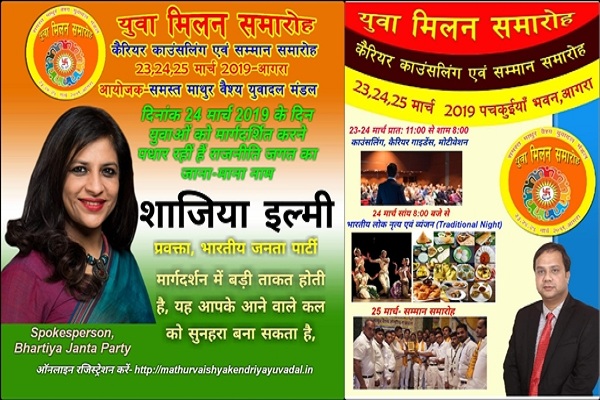 युवा मिलन समारोह
कैरियर काउंसलिंग एवं सम्मान समारोह
23,24,25 मार्च 2019-आगरा
आयोजक-समस्त माथुर वैश्य युवादल मंडल
दिनांक 24 मार्च 2019 के दिन
युवाओं को मार्गदर्शित करने
पधार रहीं हैं राजनीति जगत का
जाना-माना नाम
शाजिया इल्मी
प्रवक्ता, भारतीय जनता पार्टी
मार्गदर्शन में बड़ी ताकत होती
है, यह आपके आने वाले कल
को सुनहरा बना सकता है,
Spokesperson,
Bhartiya Janta Party
ऑनलाइन रजिस्ट्रेशन करें- http://mathurvaishyakendriyayuvadal.in
युवा मिलन समारोह
युवा मिलन समारोह
कैरियर काउंसलिंग एवं सम्मान समारोह
23,24,25 मार्च 2019 पचकुईयाँ भवन,आगरा
23-24 मार्च प्रात: 11:00 से शाम 8:00
काउंसलिंग, कैरियर गाइडेंस, मोटीवेशन
24 मार्च सांय 8:00 बजे से
भारतीय लोक नृत्य एवं व्यंजन (Traditional Night)
25 मार्च- सम्मान समारोह
युवा मिलन समारोह